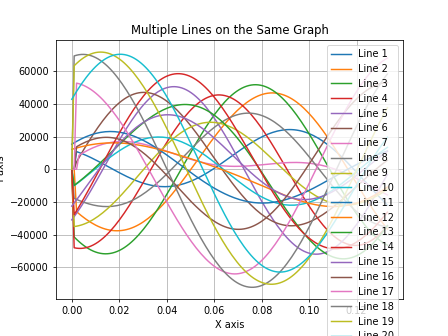 Multiple Lines on the Same Graph
60000
40000
20000
0
−20000
−40000
−60000
0.00
0.02
0.04
0.06
0.08
0.10
X axis
Line 1
Line 2
Line 3
Line 4
Line 5
Line 6
Line 7
Line 8
Line 9
Line 10
Line 11
Line 12
Line 13
Line 14
Line 15
Line 16
Line 17
Line 18
Line 19
Line 20